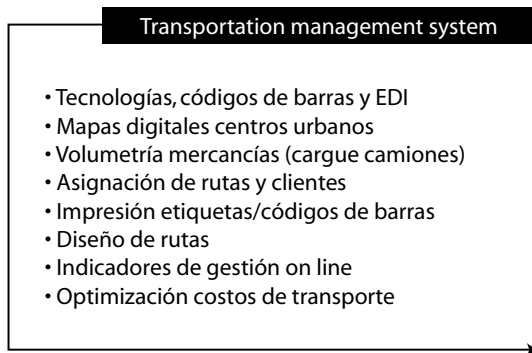 Transportation management system
• Tecnologías, códigos de barras y EDI
• Mapas digitales centros urbanos
• Volumetría mercancías (cargue camiones)
• Asignación de rutas y clientes
• Impresión etiquetas/códigos de barras
• Diseño de rutas
• Indicadores de gestión on line
• Optimización costos de transporte